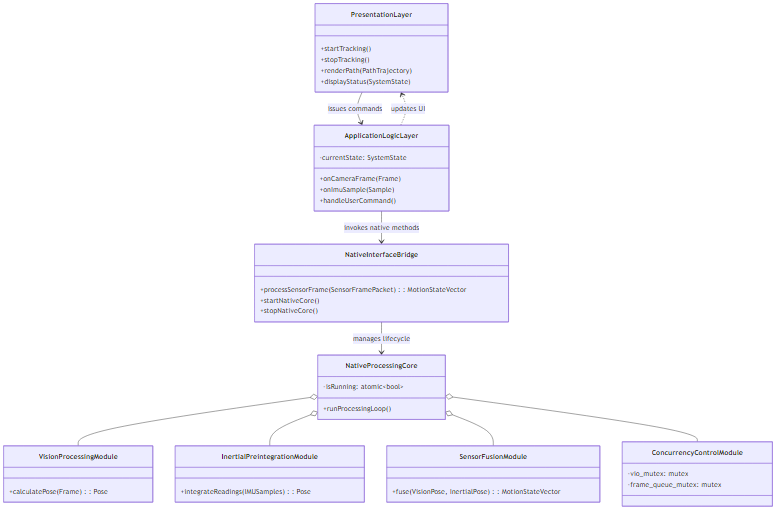 PresentationLayer
+startTracking()
+stopTracking()
+renderPath(PathTrajectory)
+displayStatus(SystemState)
issues commands
updates UI
ApplicationLogicLayer
-currentState: SystemState
+onCameraFrame(Frame)
+onImuSample(Sample)
+handleUserCommand()
invokes native methods
NativeInterfaceBridge
+processSensorFrame(SensorFramePacket) : : MotionStateVector
+startNativeCore()
+stopNativeCore()
manages lifecycle
NativeProcessingCore
-isRunning: atomic<bool>
+runProcessingLoop()
VisionProcessingModule
+calculatePose(Frame) : : Pose
InertialPreintegrationModule
+integrateReadings(IMUSamples) : : Pose
SensorFusionModule
+fuse(VisionPose, InertialPose) : : MotionStateVector
ConcurrencyControlModule
-vio_mutex: mutex
-frame_queue_mutex: mutex